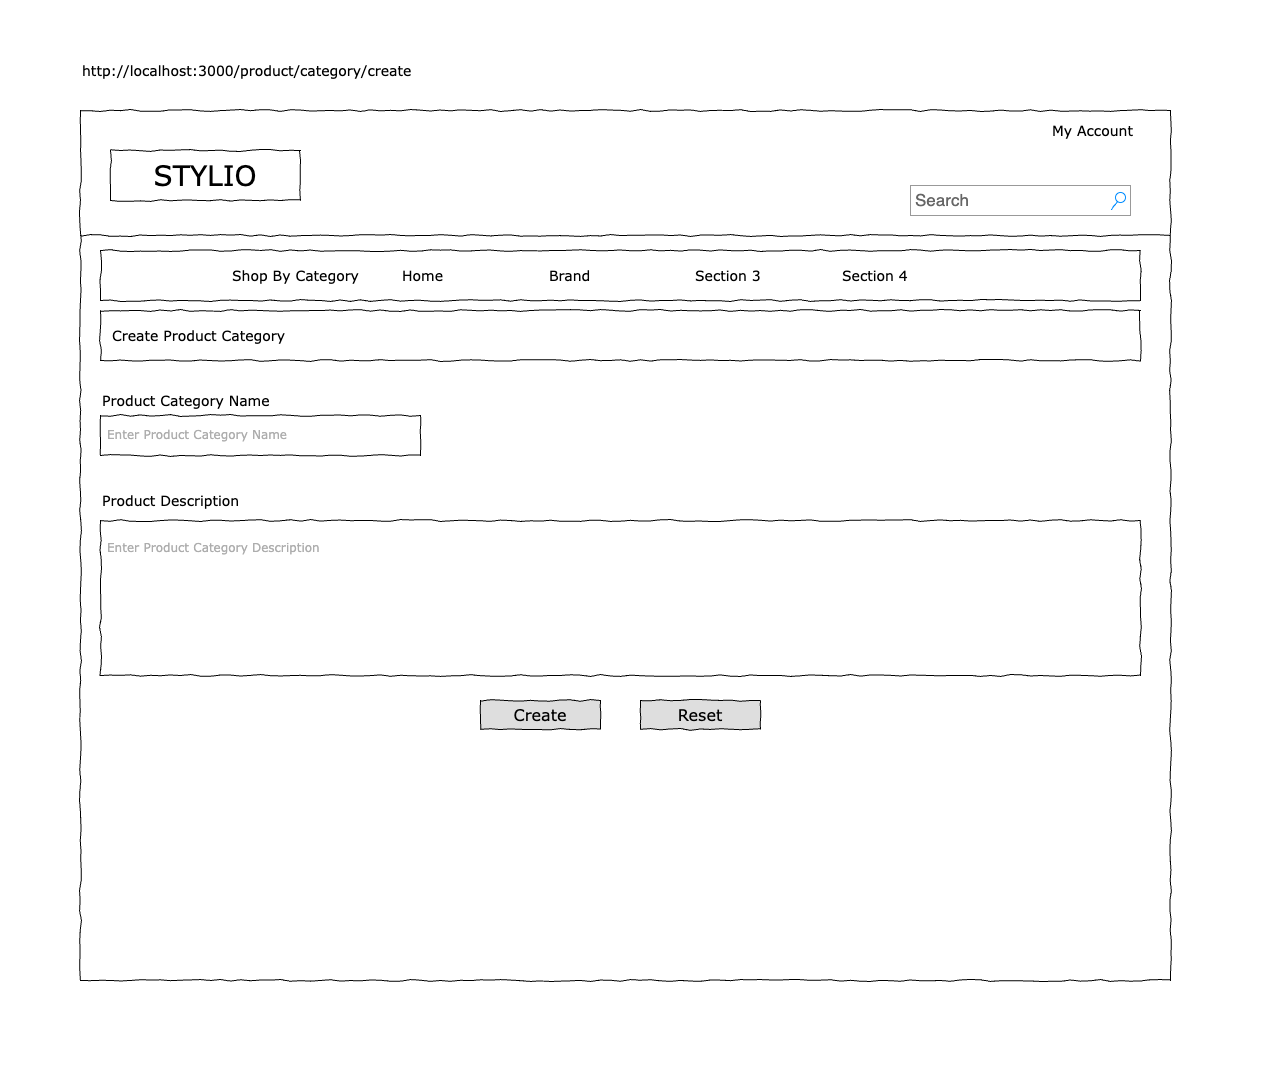 http://localhost:3000/product/category/create
My Account
STYLIO
Search
Shop By Category Home Brand Section 3 Section 4
Create Product Category
Product Category Name
Enter Product Category Name
Product Description
Enter Product Category Description
Create Reset